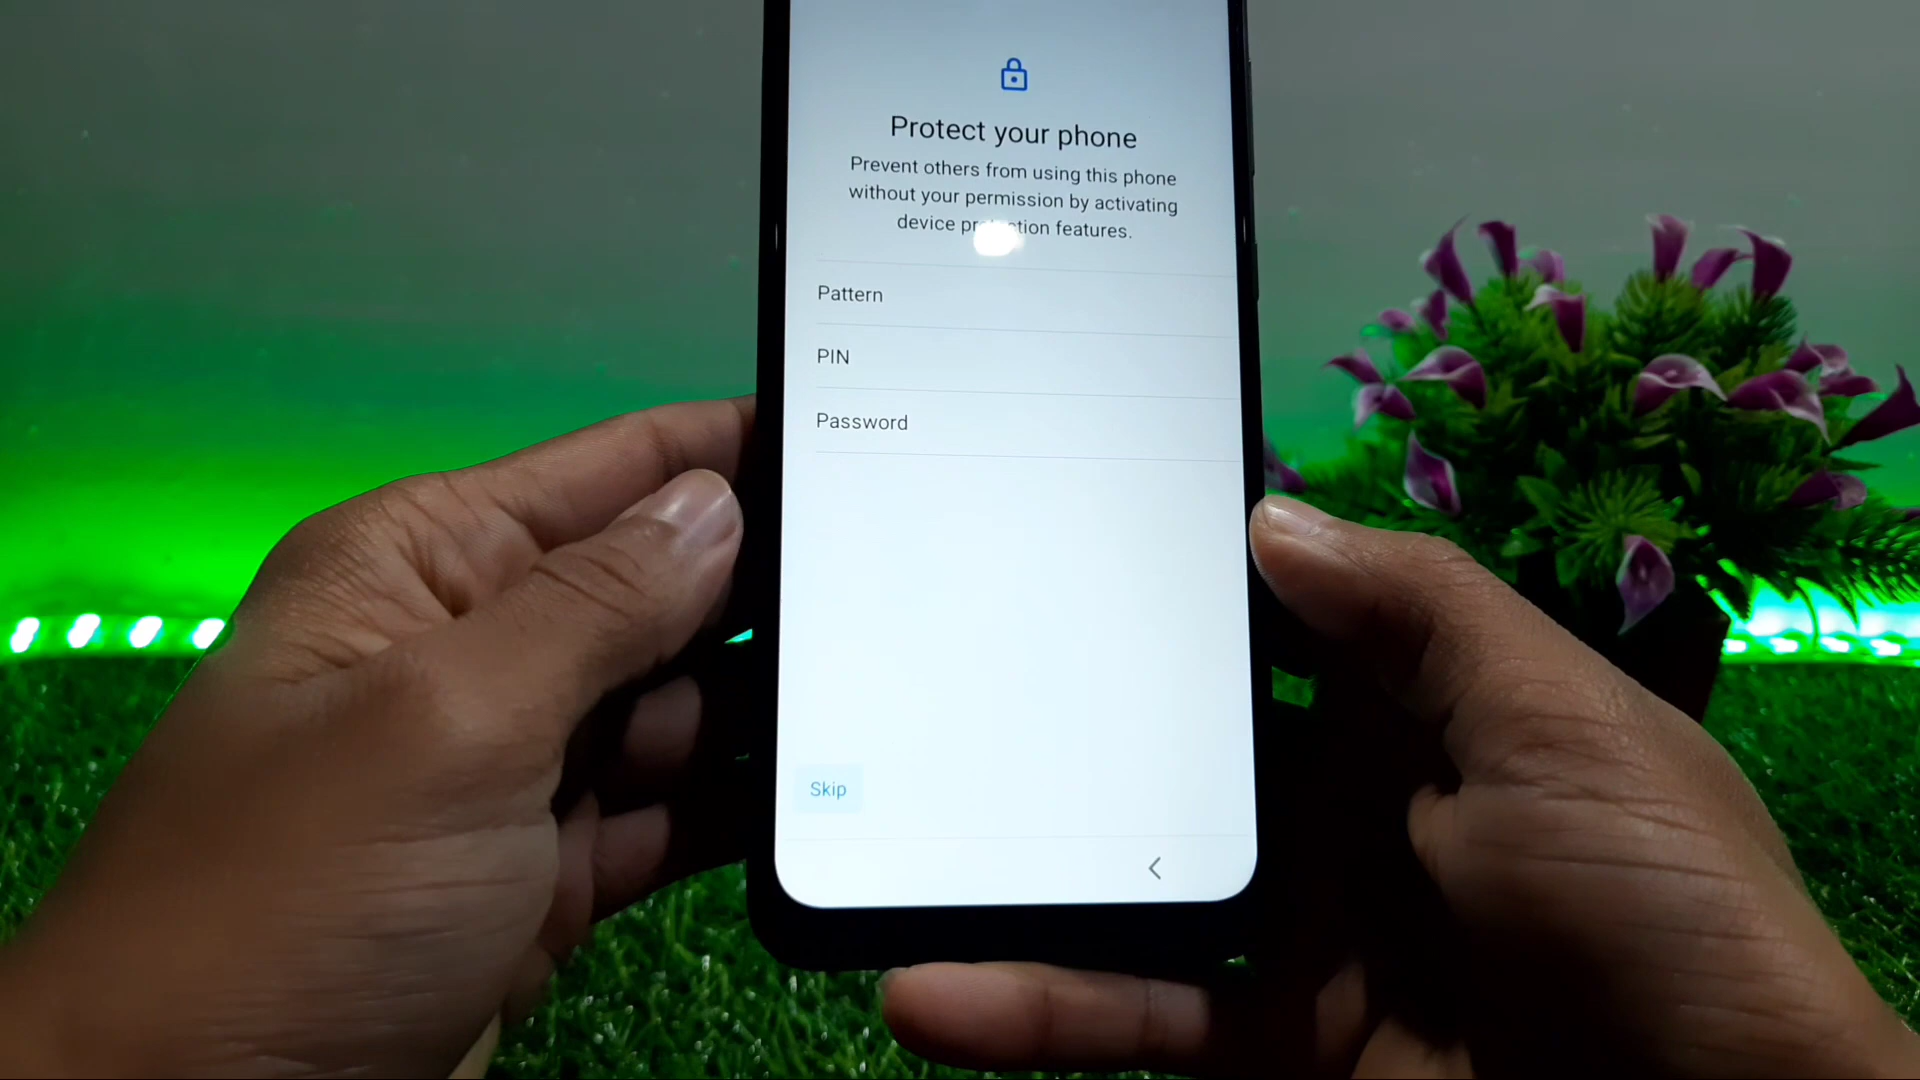 Protect your phone
Prevent others from using this phone
without your permission by activating
device features.
Pattern
PIN
Password
Skip